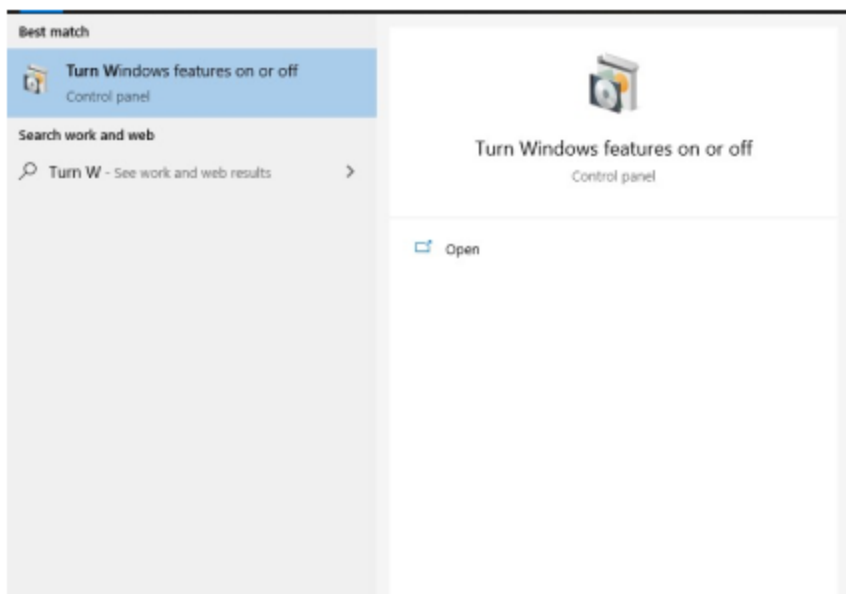 Best match
Turn Windows features on or off
Control panel
Search work and web
Turn W - See work and web results
Turn Windows features on or off
Control panel
Open